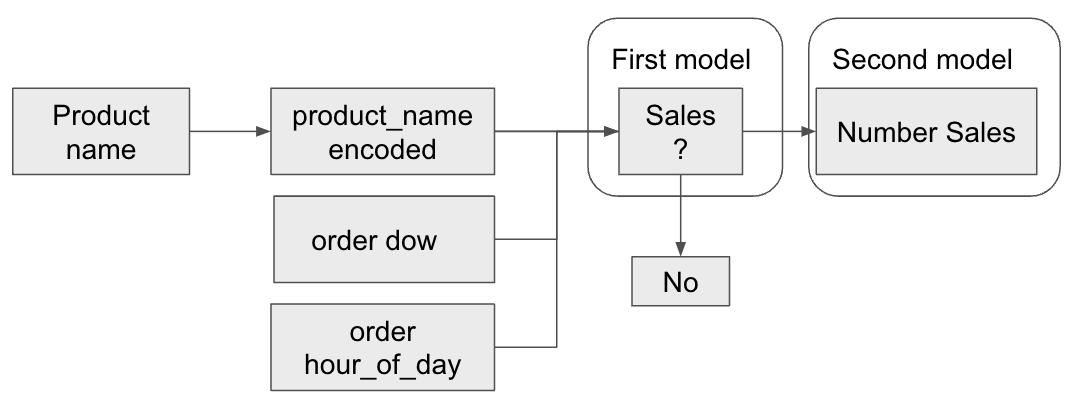 First model
Second model
Product
name
product_name
encoded
Sales
?
Number Sales
order dow
No
order
hour_of_day